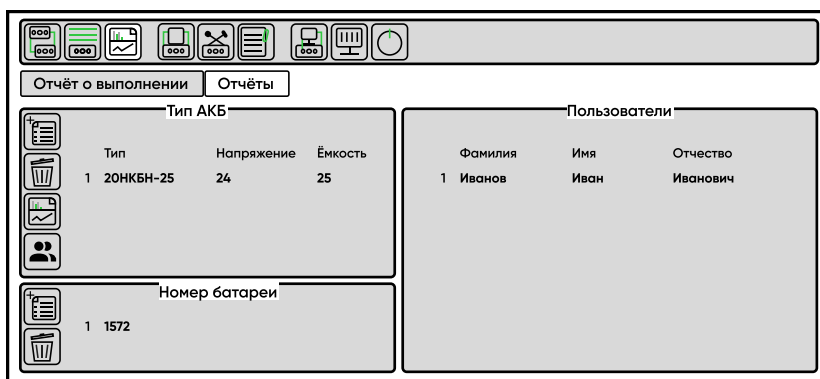 Отчёт о выполнении Отчёты
Тип АКБ
Тип Напряжение Ёмкость
1 20НКБН-25 24 25
Номер батареи
1 1572
Пользователи
Фамилия Имя Отчество
1 Иванов Иван Иванович